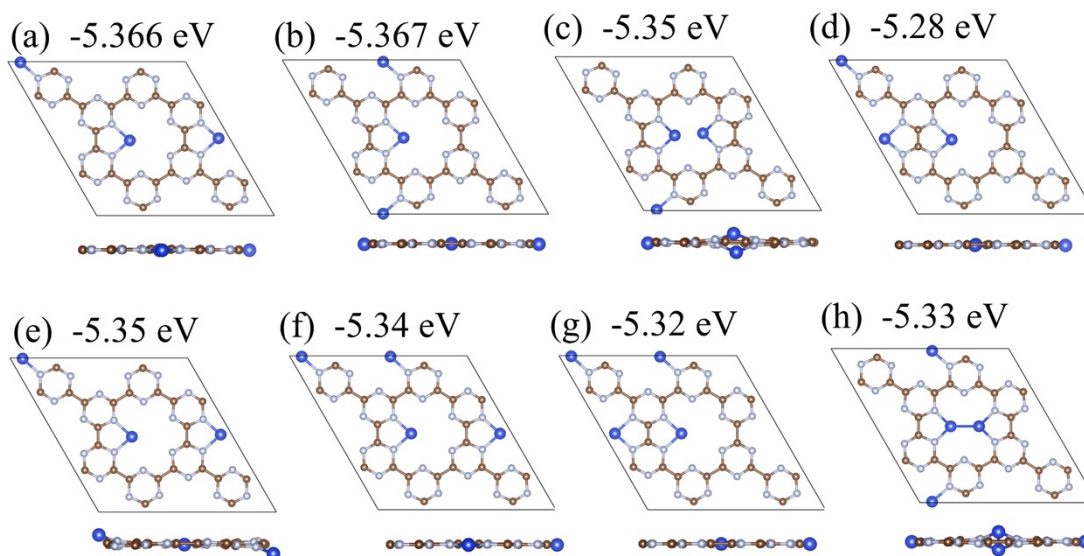 (a) -5.366 eV
(b) -5.367 eV
(c) -5.35 eV
(d) -5.28 eV
(e) -5.35 eV
(f) -5.34 eV
(g) -5.32 eV
(h) -5.33 eV